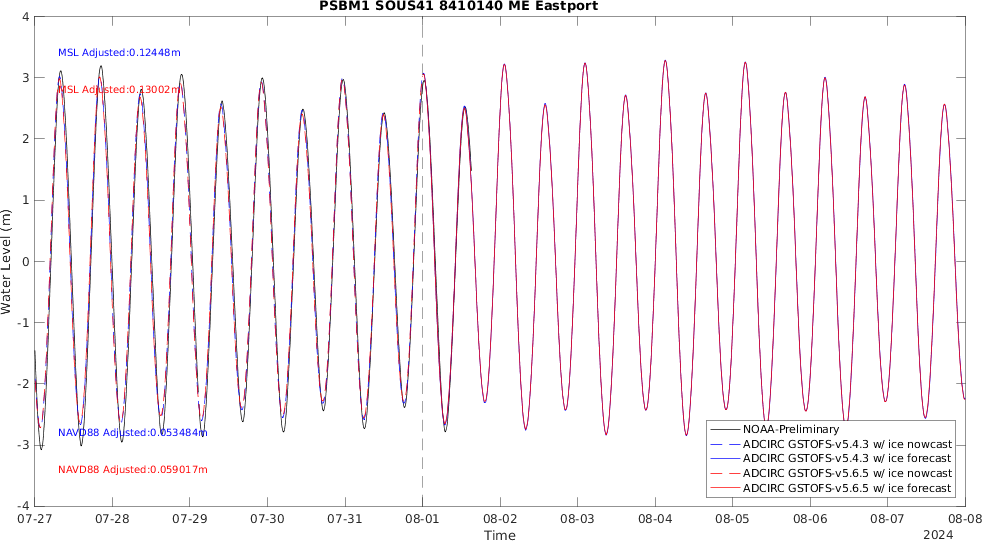 PSBM1 SOUS41 8410140 ME Eastport
MSL Adjusted:0.12448m
MSL Adjusted:0.13002m
NAVD88 Adjusted:0.053484m
NAVD88 Adjusted:0.059017m
Water Level (m)
4
3
2
1
0
-1
-2
-3
-4
NOAA-Preliminary
ADCIRC GSTOFS-v5.4.3 w/ ice nowcast
ADCIRC GSTOFS-v5.4.3 w/ ice forecast
ADCIRC GSTOFS-v5.6.5 w/ ice nowcast
ADCIRC GSTOFS-v5.6.5 w/ ice forecast
07-27 07-28 07-29 07-30 07-31 08-01 08-02 08-03 08-04 08-05 08-06 08-07 08-08
Time
2024